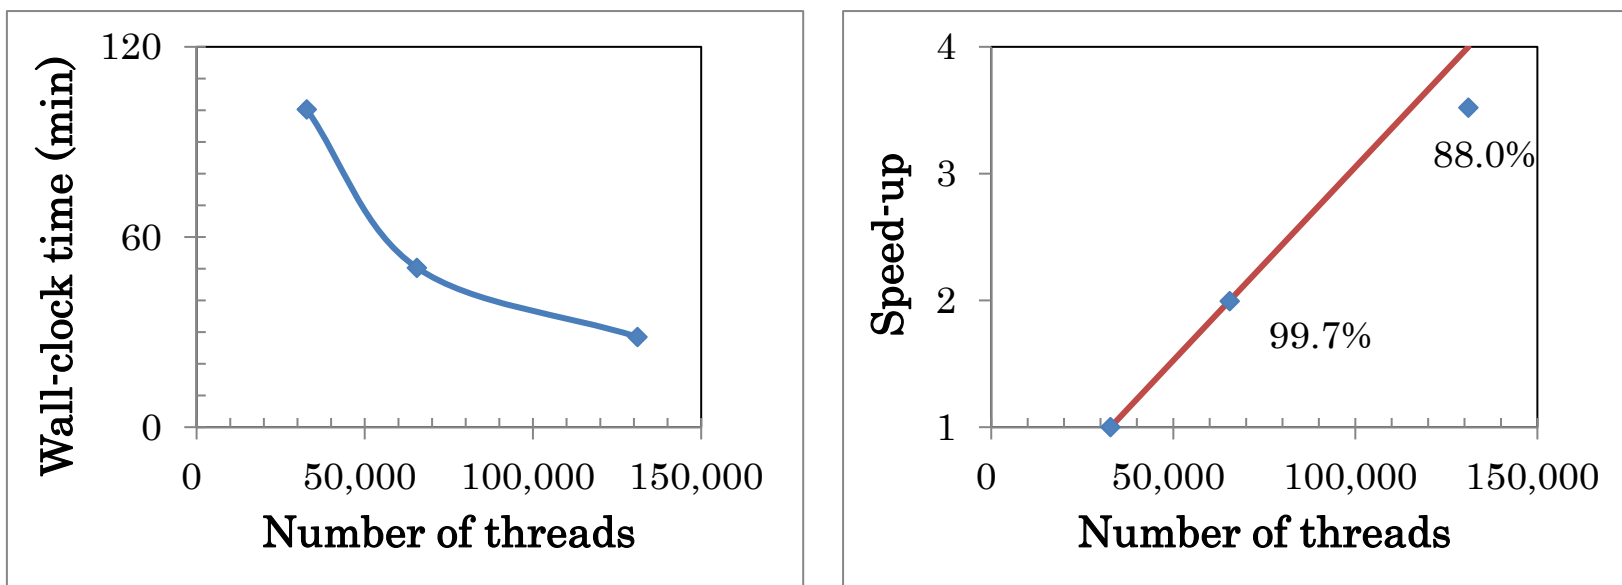 120
60
0
Wall-clock time (min)
0 50,000 100,000 150,000
Number of threads
4
3
2
1
Speed-up
88.0%
99.7%
0 50,000 100,000 150,000
Number of threads